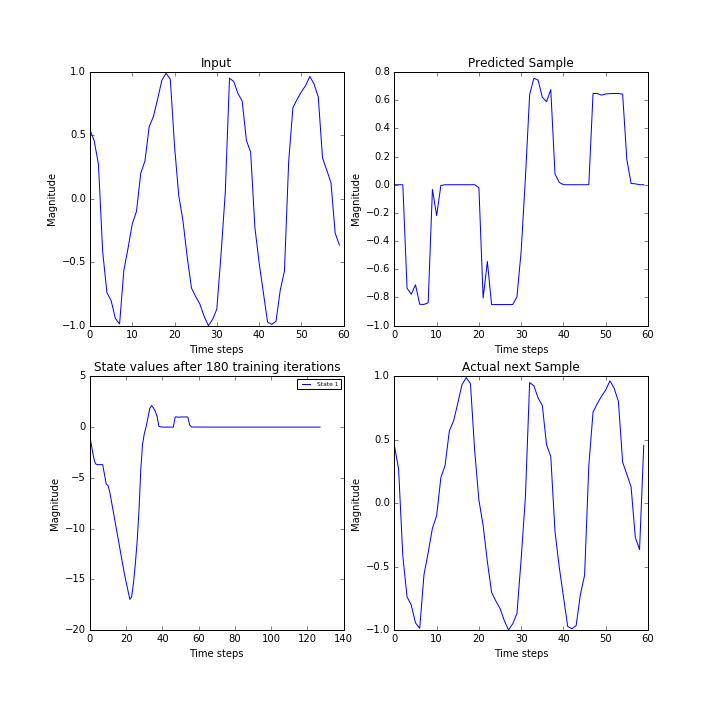 Input
Magnitude
1.0
0.5
0.0
−0.5
−1.0
0 10 20 30 40 50 60
Time steps
Predicted Sample
Magnitude
0.8
0.6
0.4
0.2
0.0
−0.2
−0.4
−0.6
−0.8
−1.0
0 10 20 30 40 50 60
Time steps
State values after 180 training iterations
State 1
Magnitude
5
0
−5
−10
−15
−20
0 20 40 60 80 100 120 140
Time steps
Actual next Sample
Magnitude
1.0
0.5
0.0
−0.5
−1.0
0 10 20 30 40 50 60
Time steps